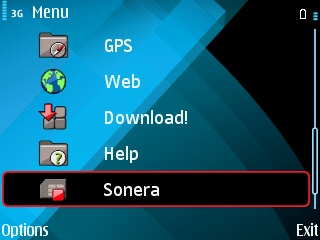 3G Menu
GPS
Web
Download!
Help
Sonera
Options Exit